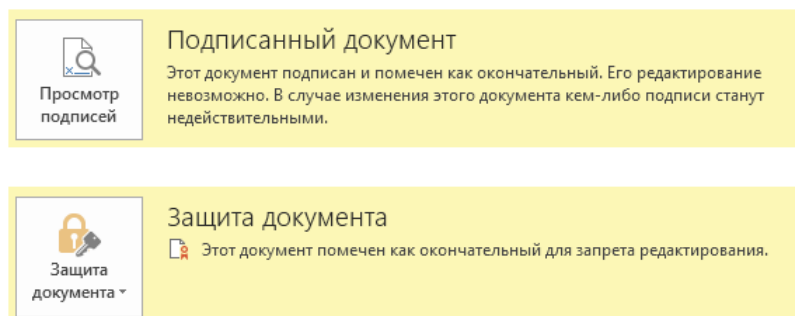 Подписанный документ
Этот документ подписан и помечен как окончательный. Его редактирование
невозможно. В случае изменения этого документа кем-либо подписи станут
недействительными.
Просмотр
подписей
Защита документа
Этот документ помечен как окончательный для запрета редактирования.
Защита
документа